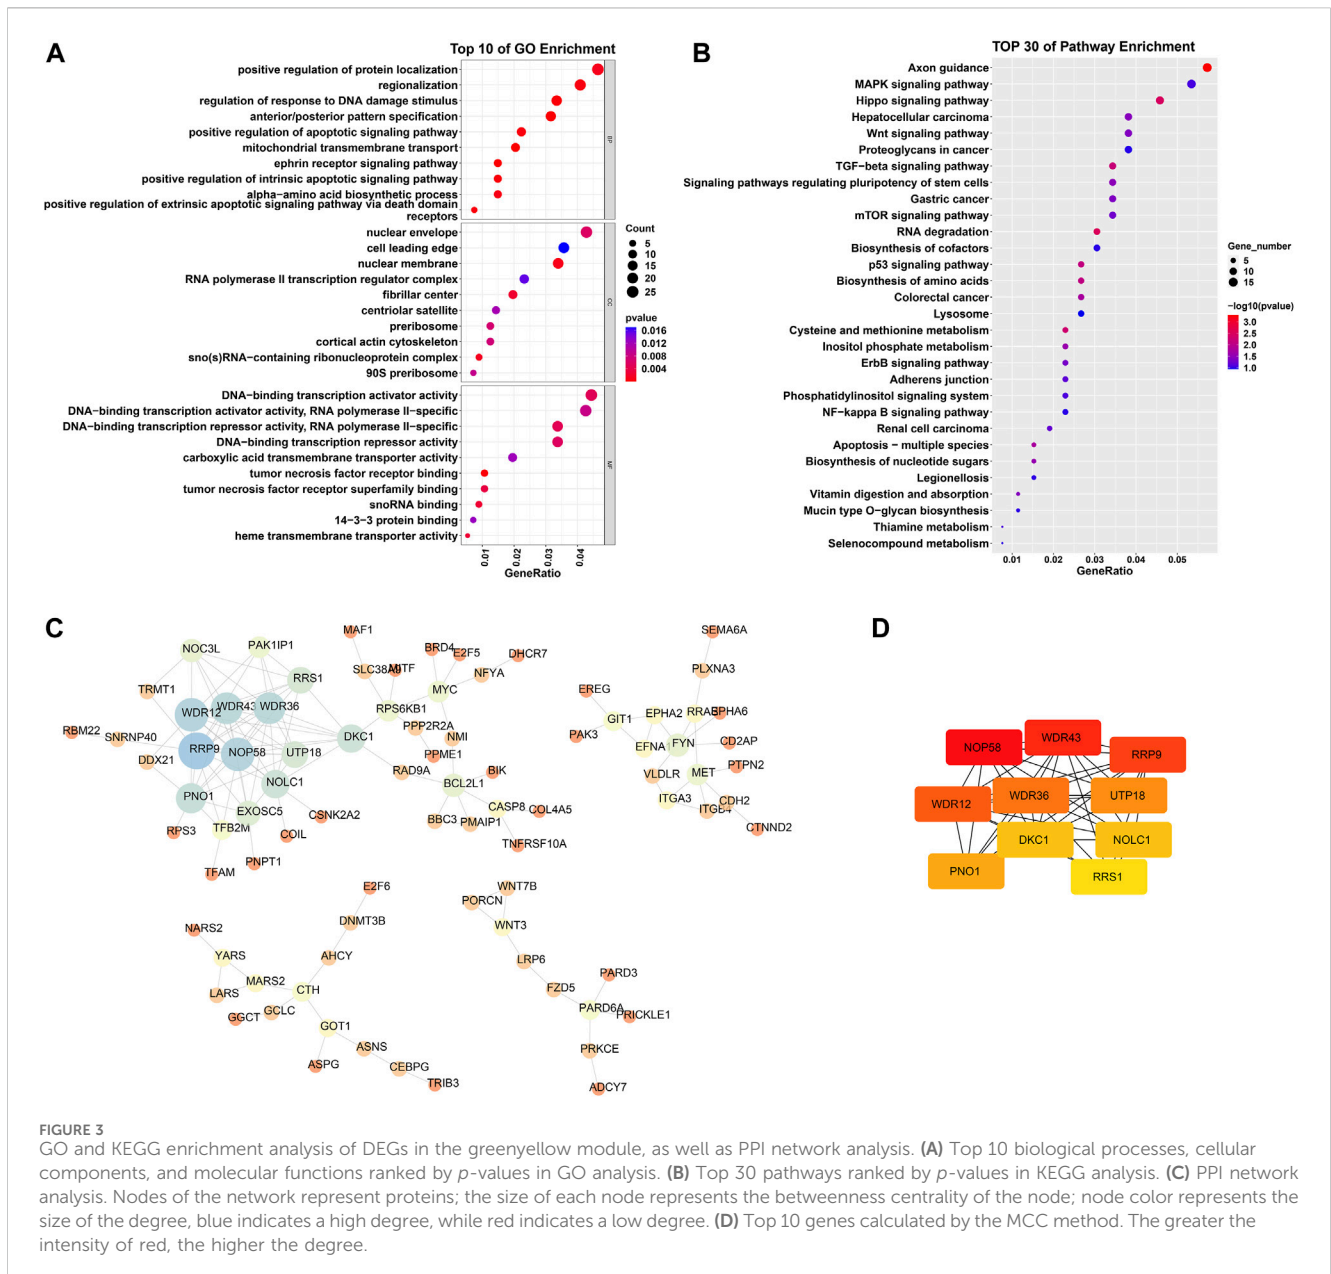 A
Top 10 of GO Enrichment
positive regulation of protein localization
regionalization
regulation of response to DNA damage stimulus
anterior/posterior pattern specification
positive regulation of apoptotic signaling pathway
mitochondrial transmembrane transport
ephrin receptor signaling pathway
positive regulation of intrinsic apoptotic signaling pathway
alpha−amino acid biosynthetic process
positive regulation of extrinsic apoptotic signaling pathway via death domain
receptors
BP
nuclear envelope
cell leading edge
nuclear membrane
RNA polymerase II transcription regulator complex
fibrillar center
centriolar satellite
preribosome
cortical actin cytoskeleton
sno(s)RNA−containing ribonucleoprotein complex
90S preribosome
CC
DNA−binding transcription activator activity
DNA−binding transcription activator activity, RNA polymerase II−specific
DNA−binding transcription repressor activity, RNA polymerase II−specific
DNA−binding transcription repressor activity
carboxylic acid transmembrane transporter activity
tumor necrosis factor receptor binding
tumor necrosis factor receptor superfamily binding
snoRNA binding
14−3−3 protein binding
heme transmembrane transporter activity
MF
0.01
0.02
0.03
0.04
GeneRatio
Count
5
10
15
20
25
pvalue
0.016
0.012
0.008
0.004
B
TOP 30 of Pathway Enrichment
Axon guidance
MAPK signaling pathway
Hippo signaling pathway
Hepatocellular carcinoma
Wnt signaling pathway
Proteoglycans in cancer
TGF−beta signaling pathway
Signaling pathways regulating pluripotency of stem cells
Gastric cancer
mTOR signaling pathway
RNA degradation
Biosynthesis of cofactors
p53 signaling pathway
Biosynthesis of amino acids
Colorectal cancer
Lysosome
Cysteine and methionine metabolism
Inositol phosphate metabolism
ErbB signaling pathway
Adherens junction
Phosphatidylinositol signaling system
NF−kappa B signaling pathway
Renal cell carcinoma
Apoptosis − multiple species
Biosynthesis of nucleotide sugars
Legionellosis
Vitamin digestion and absorption
Mucin type O−glycan biosynthesis
Thiamine metabolism
Selenocompound metabolism
0.01
0.02
0.03
0.04
0.05
GeneRatio
Gene_number
5
10
15
−log10(pvalue)
3.0
2.5
2.0
1.5
1.0
C
MAF1
NOC3L
PAK1IP1
SLC38A9
MITF
BRD4
E2F5
DHCR7
NFYA
TRMT1
RRS1
MYC
WDR12
WDR43
WDR36
RPS6KB1
RBM22
SNRNP40
DKC1
PPP2R2A
NMI
RRP9
NOP58
UTP18
PPME1
DDX21
RAD9A
BIK
PNO1
NOLC1
BCL2L1
EXOSC5
CSNK2A2
CASP8
COL4A5
RPS3
TFB2M
COIL
BBC3
PMAIP1
TNFRSF10A
TFAM
PNPT1
SEMA6A
PLXNA3
EREG
GIT1
EPHA2
RRAS
EPHA6
PAK3
EFNA1
FYN
CD2AP
VLDLR
MET
PTPN2
ITGA3
ITGB4
CDH2
CTNND2
E2F6
WNT7B
PORCN
DNMT3B
WNT3
NARS2
YARS
AHCY
LRP6
MARS2
CTH
FZD5
PARD3
LARS
GGCT
GCLC
PARD6A
PRICKLE1
GOT1
ASNS
PRKCE
ASPG
CEBPG
TRIB3
ADCY7
D
NOP58
WDR43
RRP9
WDR12
WDR36
UTP18
DKC1
NOLC1
PNO1
RRS1
FIGURE 3
GO and KEGG enrichment analysis of DEGs in the greenyellow module, as well as PPI network analysis. (A) Top 10 biological processes, cellular
components, and molecular functions ranked by p-values in GO analysis. (B) Top 30 pathways ranked by p-values in KEGG analysis. (C) PPI network
analysis. Nodes of the network represent proteins; the size of each node represents the betweenness centrality of the node; node color represents the
size of the degree, blue indicates a high degree, while red indicates a low degree. (D) Top 10 genes calculated by the MCC method. The greater the
intensity of red, the higher the degree.